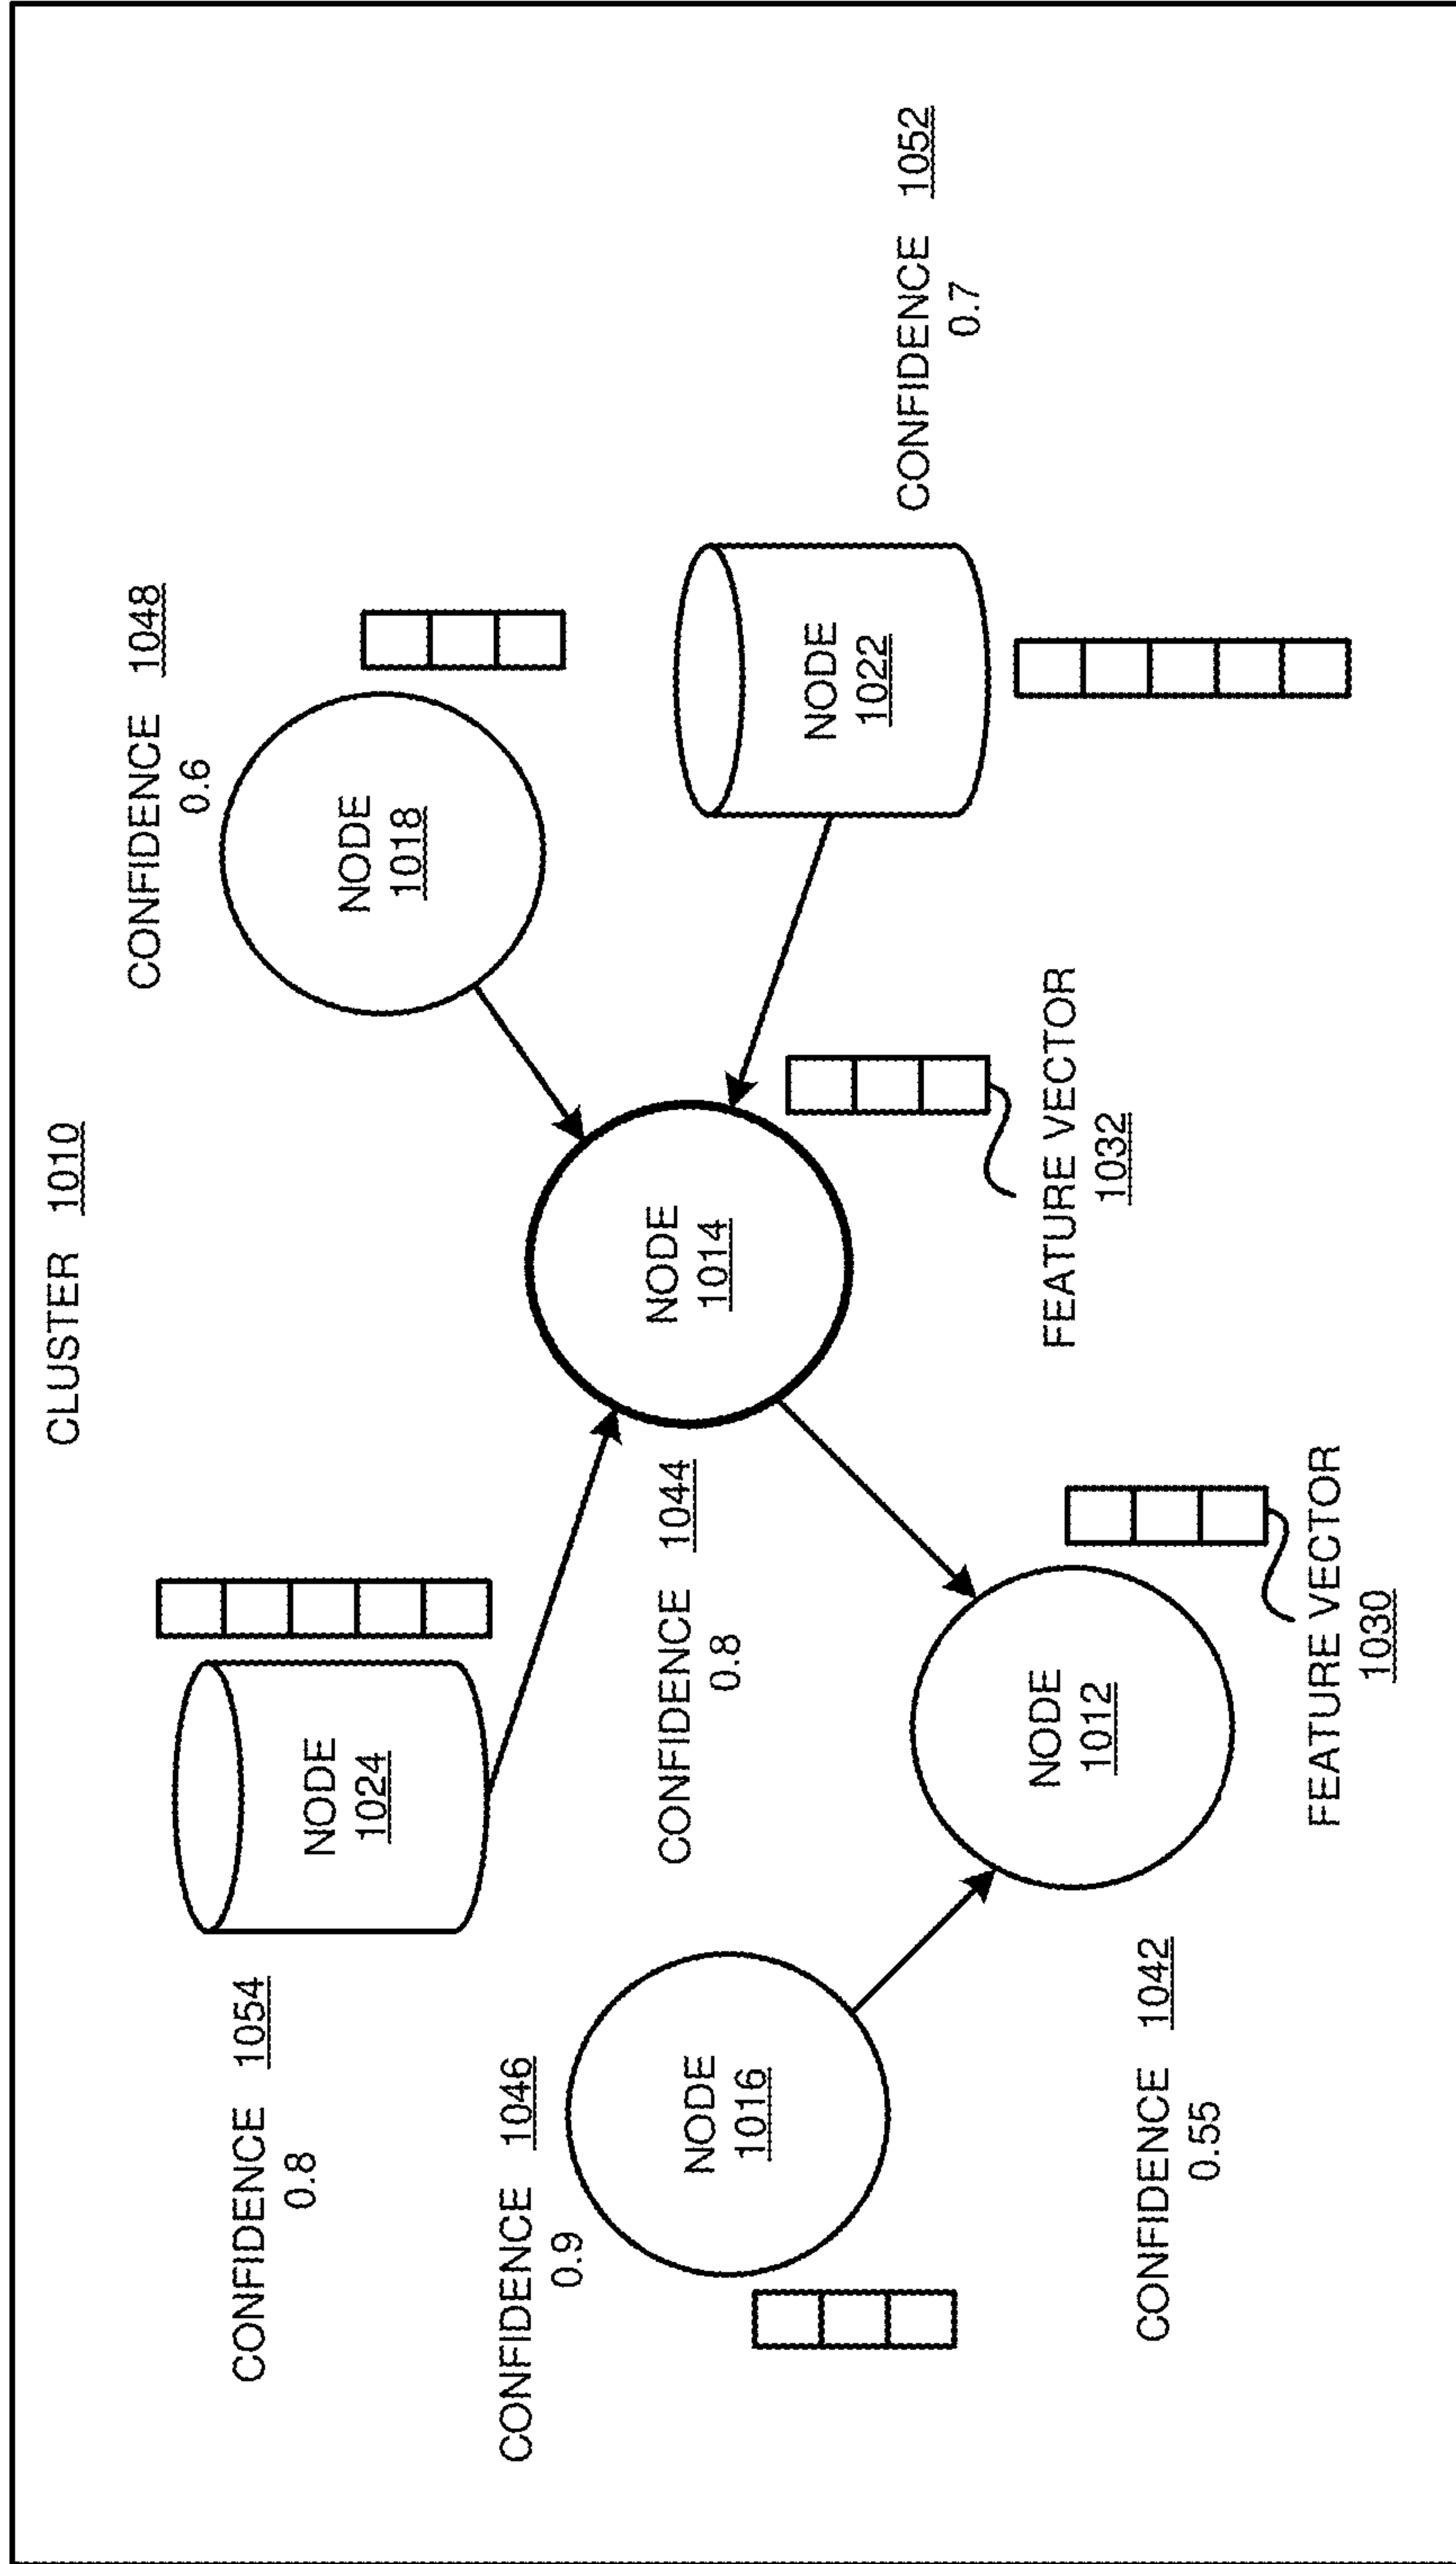 CLUSTER 1010
CONFIDENCE 1054
0.8
NODE
1024
CONFIDENCE 1048
0.6
NODE
1018
CONFIDENCE 1046
0.9
NODE
1016
CONFIDENCE 1044
0.8
NODE
1014
NODE
1022
CONFIDENCE 1052
0.7
FEATURE VECTOR
1032
NODE
1012
CONFIDENCE 1042
0.55
FEATURE VECTOR
1030